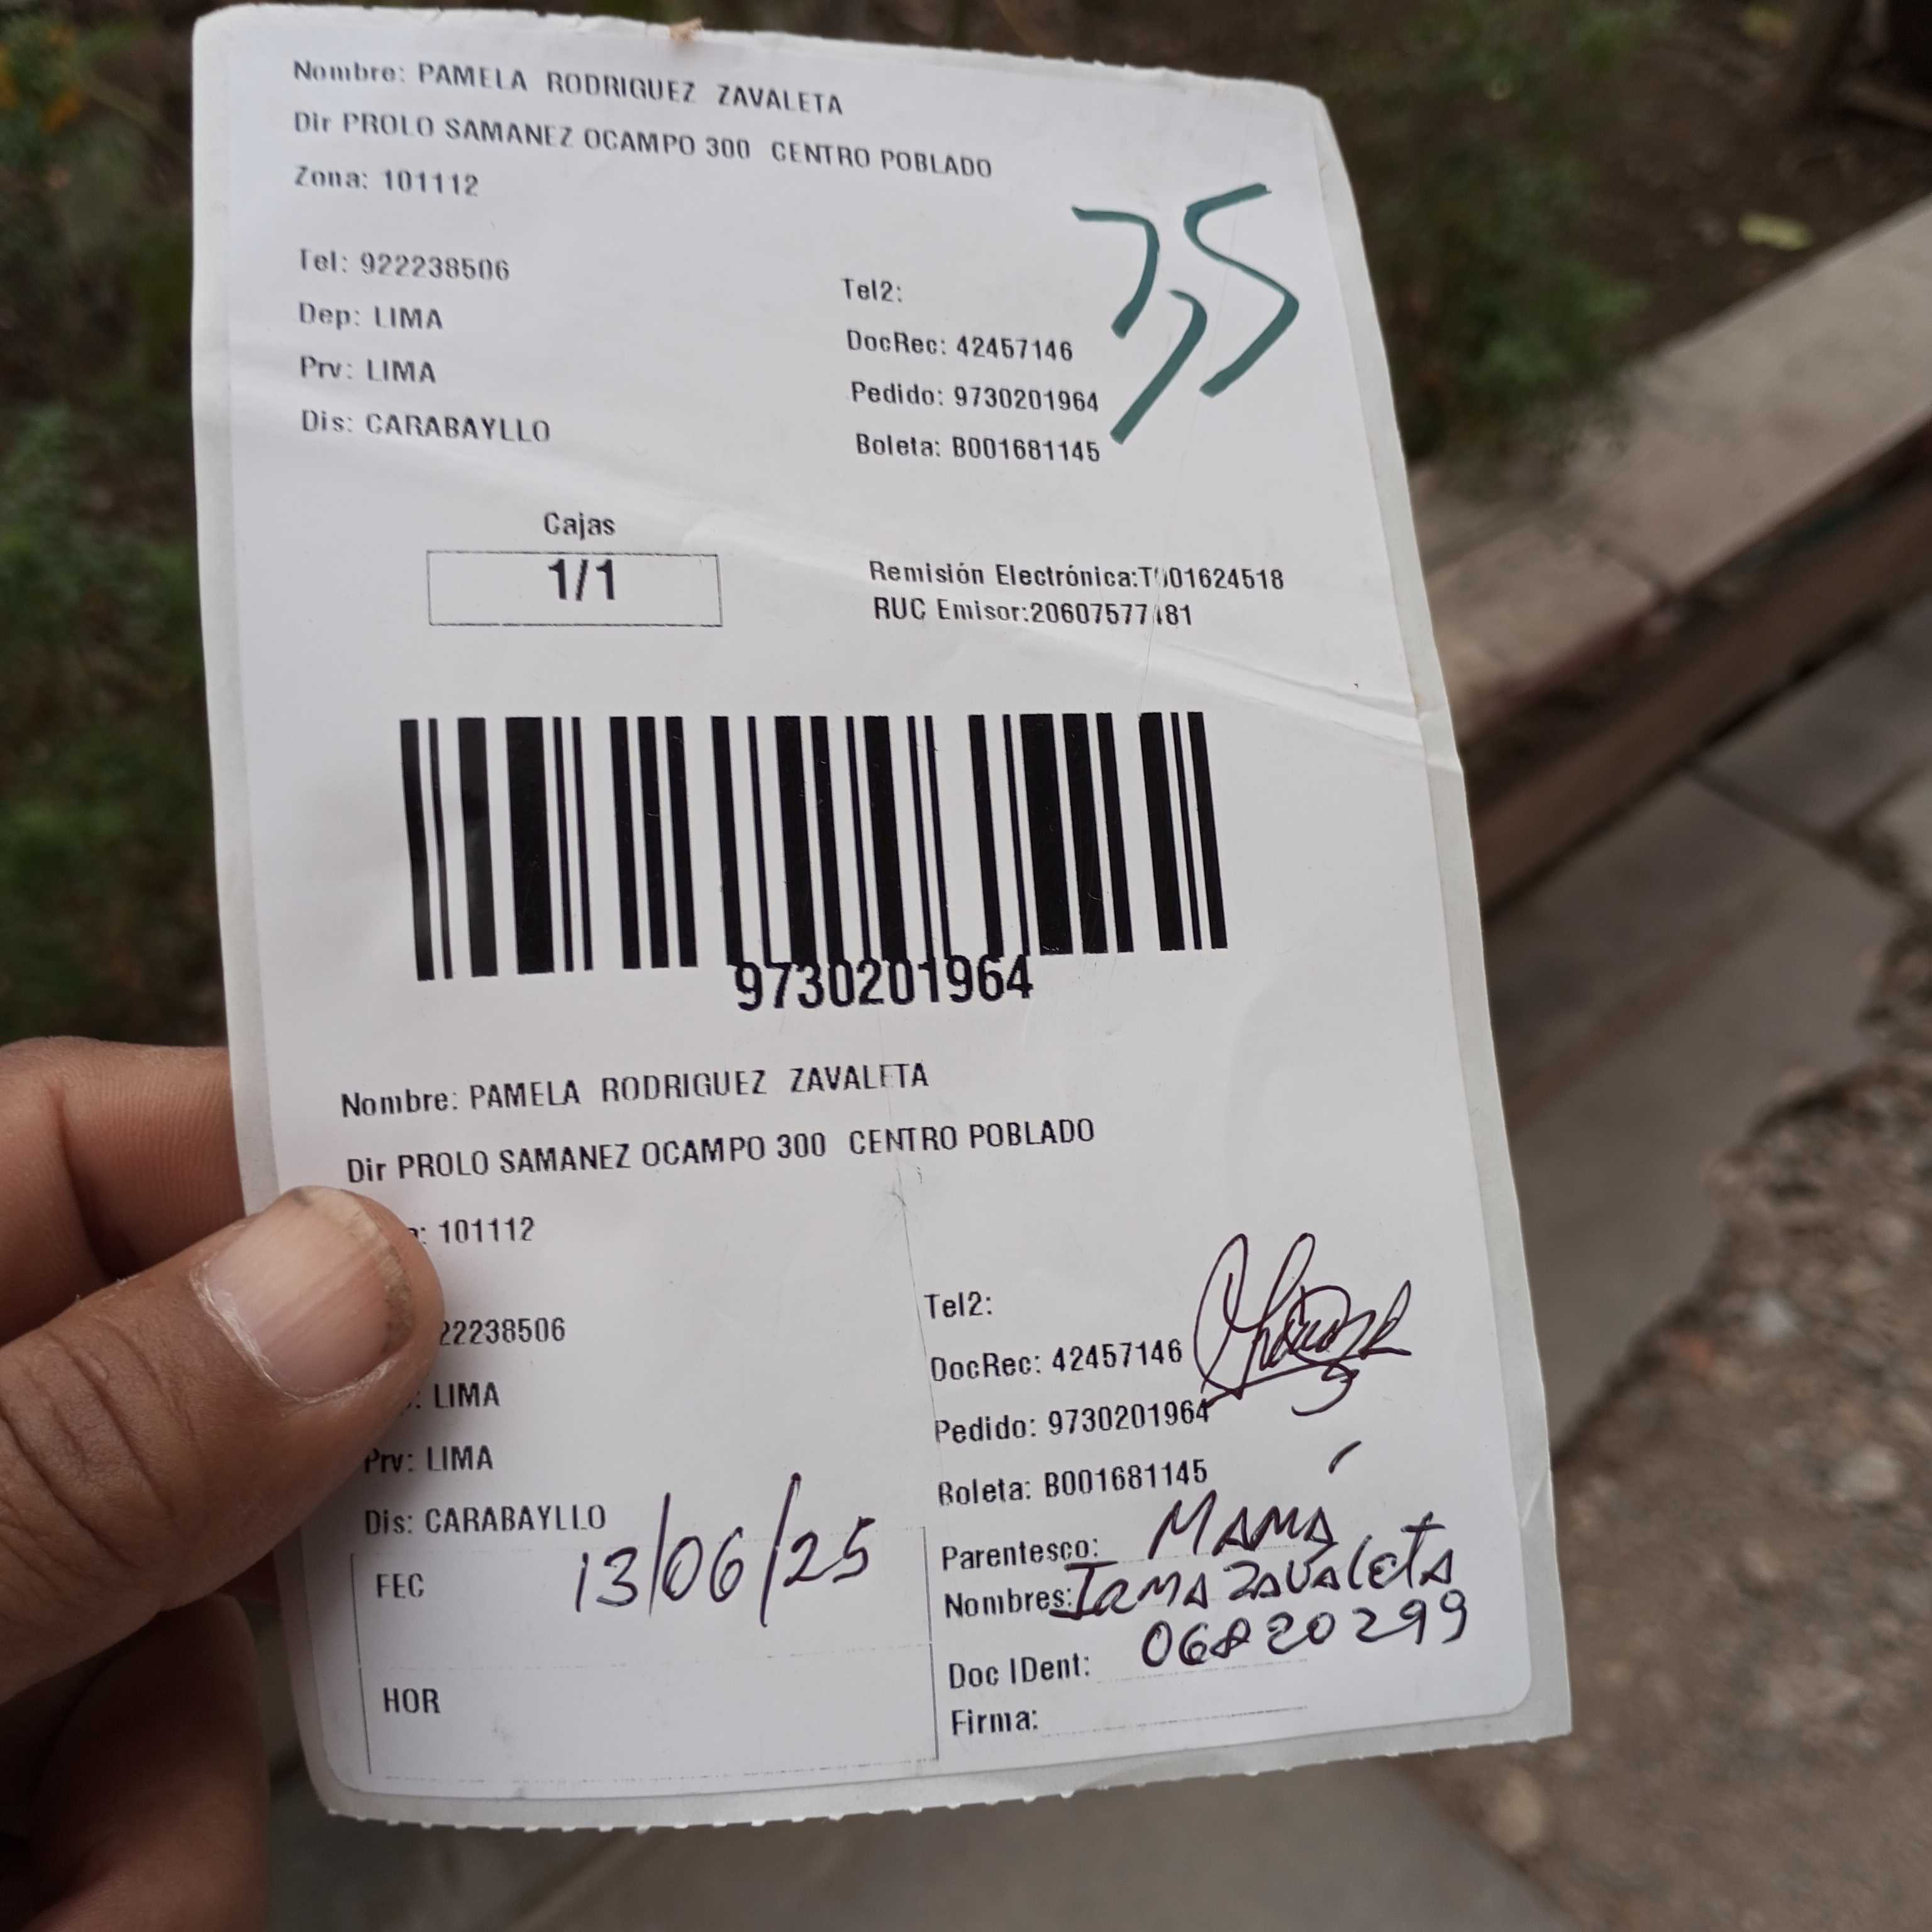 Nombre: PAMELA RODRIGUEZ ZAVALETA
Dir PROLO SAMANEZ OCAMPO 300 CENTRO POBLADO
Zona: 101112
35
Tel: 922238506
Tel2:
Dep: LIMA
DocRec: 42457146
Prv: LIMA
Pedido: 9730201964
Dis: CARABAYLLO
Boleta: B001681145
Cajas
1/1
Remisión Electrónica:T001624518
RUC Emisor:
9730201964
Nombre: PAMELA RODRIGUEZ ZAVALETA
Dir PROLO SAMANEZ OCAMPO 300 CENTRO POBLADO
: 101112
22238506
Tel2:
: LIMA
DocRec: 42457146
Prv: LIMA
Pedido: 9730201964
Dis: CARABAYLLO
Boleta: B001681145
FEC 13/06/25
Parentesco: MAMÁ
Nombres: IRMA ZAVALETA
Doc IDent: 06820299
HOR
Firma: